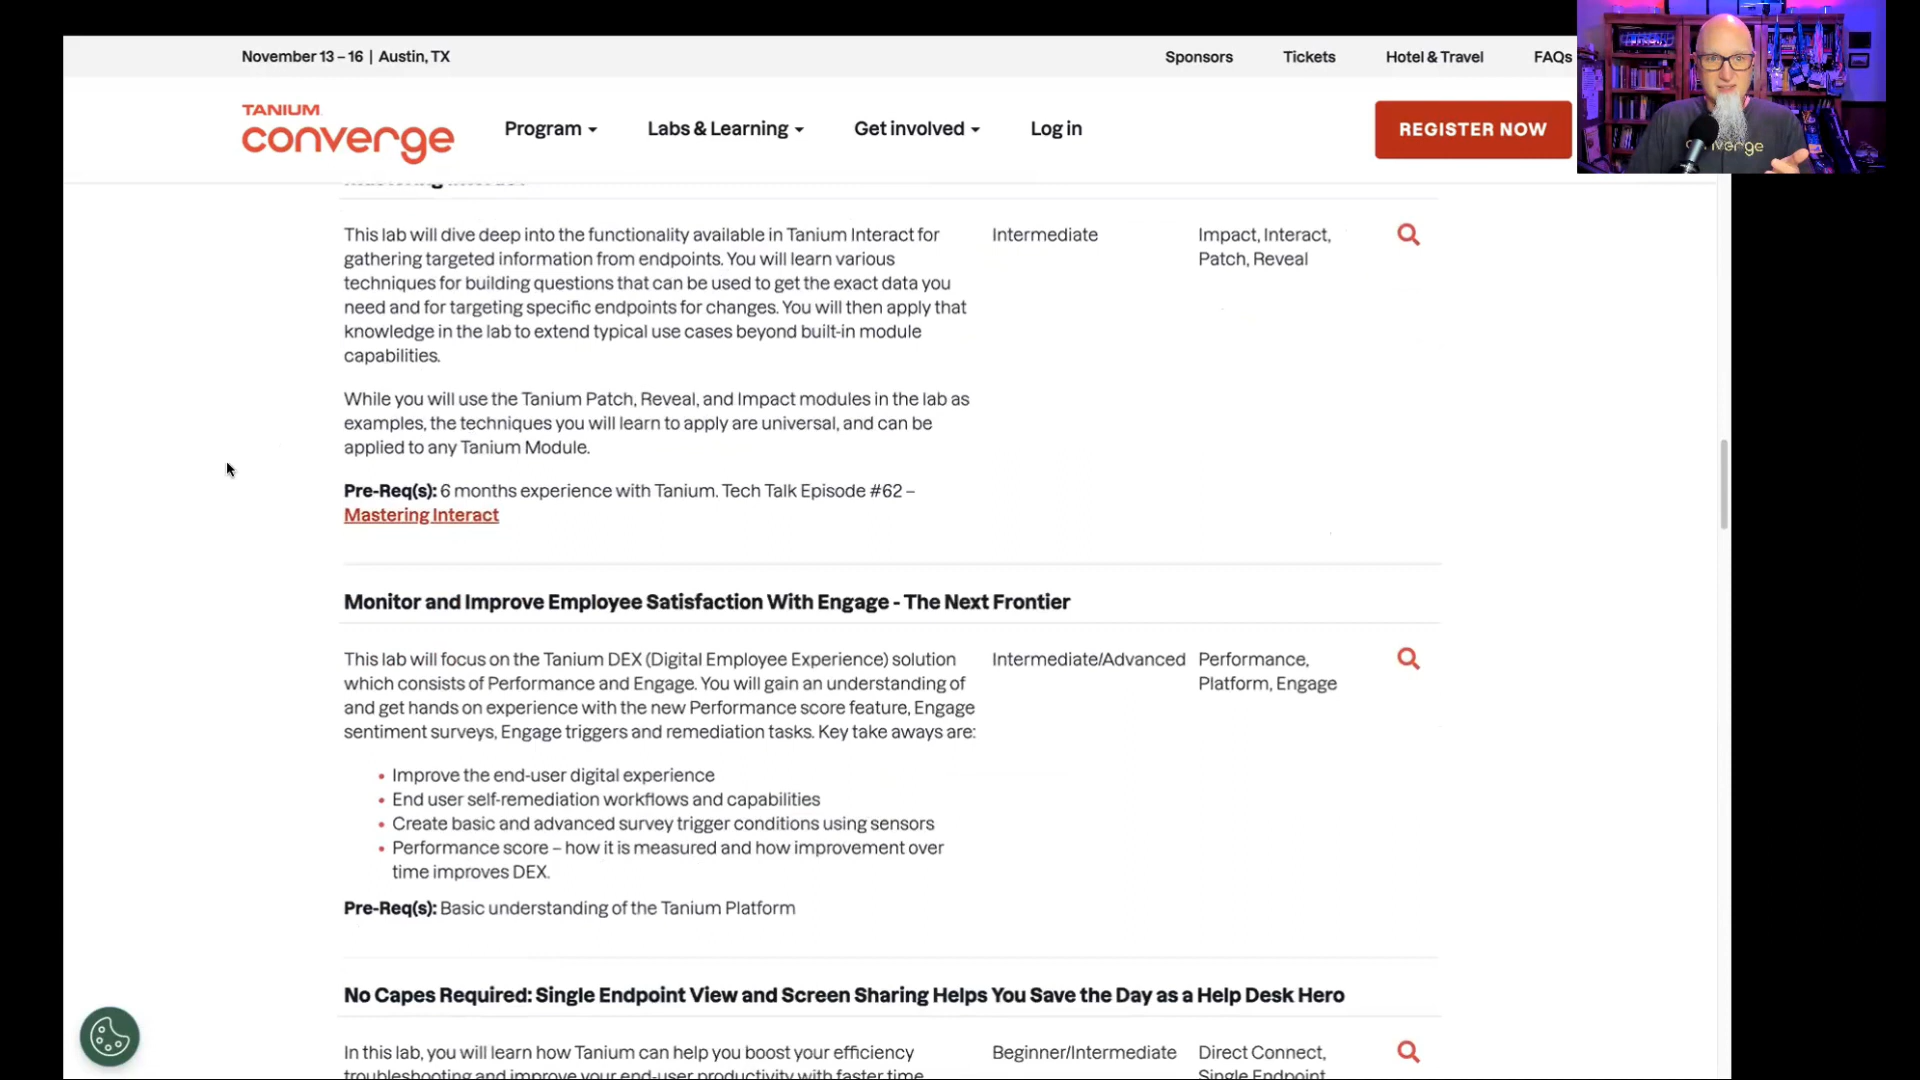 November 13 – 16 | Austin, TX
Sponsors
Tickets
Hotel & Travel
FAQs
TANIUM
converge
Program
Labs & Learning
Get involved
Log in
REGISTER NOW
converge
This lab will dive deep into the functionality available in Tanium Interact for
gathering targeted information from endpoints. You will learn various
techniques for building questions that can be used to get the exact data you
need and for targeting specific endpoints for changes. You will then apply that
knowledge in the lab to extend typical use cases beyond built-in module
capabilities.
Intermediate
Impact, Interact,
Patch, Reveal
While you will use the Tanium Patch, Reveal, and Impact modules in the lab as
examples, the techniques you will learn to apply are universal, and can be
applied to any Tanium Module.
Pre-Req(s): 6 months experience with Tanium. Tech Talk Episode #62 –
Mastering Interact
Monitor and Improve Employee Satisfaction With Engage - The Next Frontier
This lab will focus on the Tanium DEX (Digital Employee Experience) solution
which consists of Performance and Engage. You will gain an understanding of
and get hands on experience with the new Performance score feature, Engage
sentiment surveys, Engage triggers and remediation tasks. Key take aways are:
Intermediate/Advanced
Performance,
Platform, Engage
• Improve the end-user digital experience
• End user self-remediation workflows and capabilities
• Create basic and advanced survey trigger conditions using sensors
• Performance score – how it is measured and how improvement over
time improves DEX.
Pre-Req(s): Basic understanding of the Tanium Platform
No Capes Required: Single Endpoint View and Screen Sharing Helps You Save the Day as a Help Desk Hero
In this lab, you will learn how Tanium can help you boost your efficiency
troubleshooting and improve your end-user productivity with faster time
Beginner/Intermediate
Direct Connect,
Single Endpoint